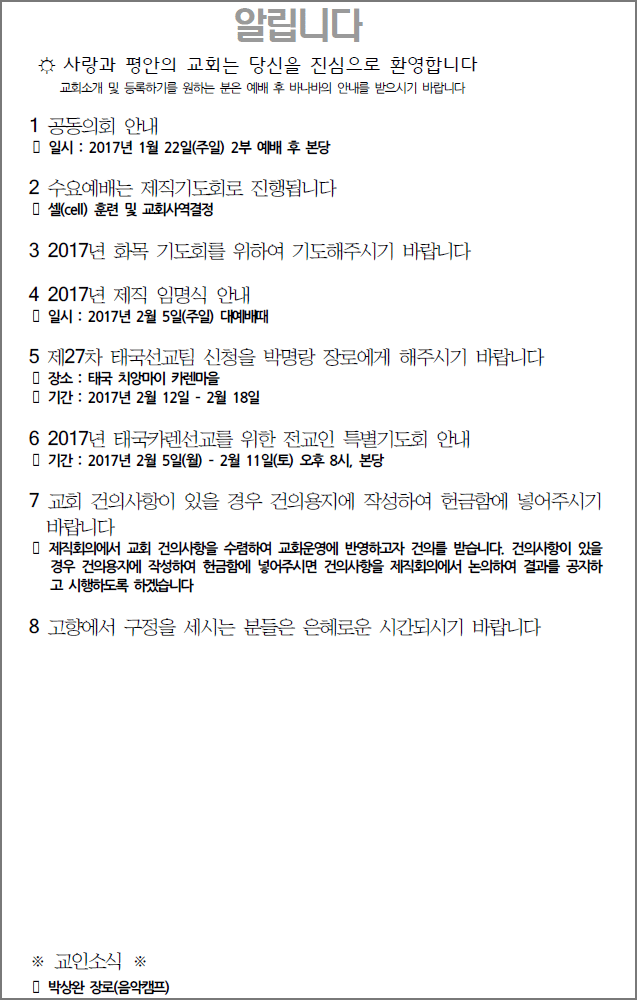 알립니다
☼ 사랑과 평안의 교회는 당신을 진심으로 환영합니다
교회소개 및 등록하기를 원하는 분은 예배 후 바나바의 안내를 받으시기 바랍니다
1 공동의회 안내
▯ 일시 : 2017년 1월 22일(주일) 2부 예배 후 본당
2 수요예배는 제직기도회로 진행됩니다
▯ 셀(cell) 훈련 및 교회사역결정
3 2017년 화목 기도회를 위하여 기도해주시기 바랍니다
4 2017년 제직 임명식 안내
▯ 일시 : 2017년 2월 5일(주일) 대예배때
5 제27차 태국선교팀 신청을 박명랑 장로에게 해주시기 바랍니다
▯ 장소 : 태국 치앙마이 카렌마을
▯ 기간 : 2017년 2월 12일 - 2월 18일
6 2017년 태국카렌선교를 위한 전교인 특별기도회 안내
▯ 기간 : 2017년 2월 5일(월) - 2월 11일(토) 오후 8시, 본당
7 교회 건의사항이 있을 경우 건의용지에 작성하여 헌금함에 넣어주시기
바랍니다
▯ 제직회의에서 교회 건의사항을 수렴하여 교회운영에 반영하고자 건의를 받습니다. 건의사항이 있을
경우 건의용지에 작성하여 헌금함에 넣어주시면 건의사항을 제직회의에서 논의하여 결과를 공지하
고 시행하도록 하겠습니다
8 고향에서 구정을 세시는 분들은 은혜로운 시간되시기 바랍니다
※ 교인소식 ※
▯ 박상완 장로(음악캠프)